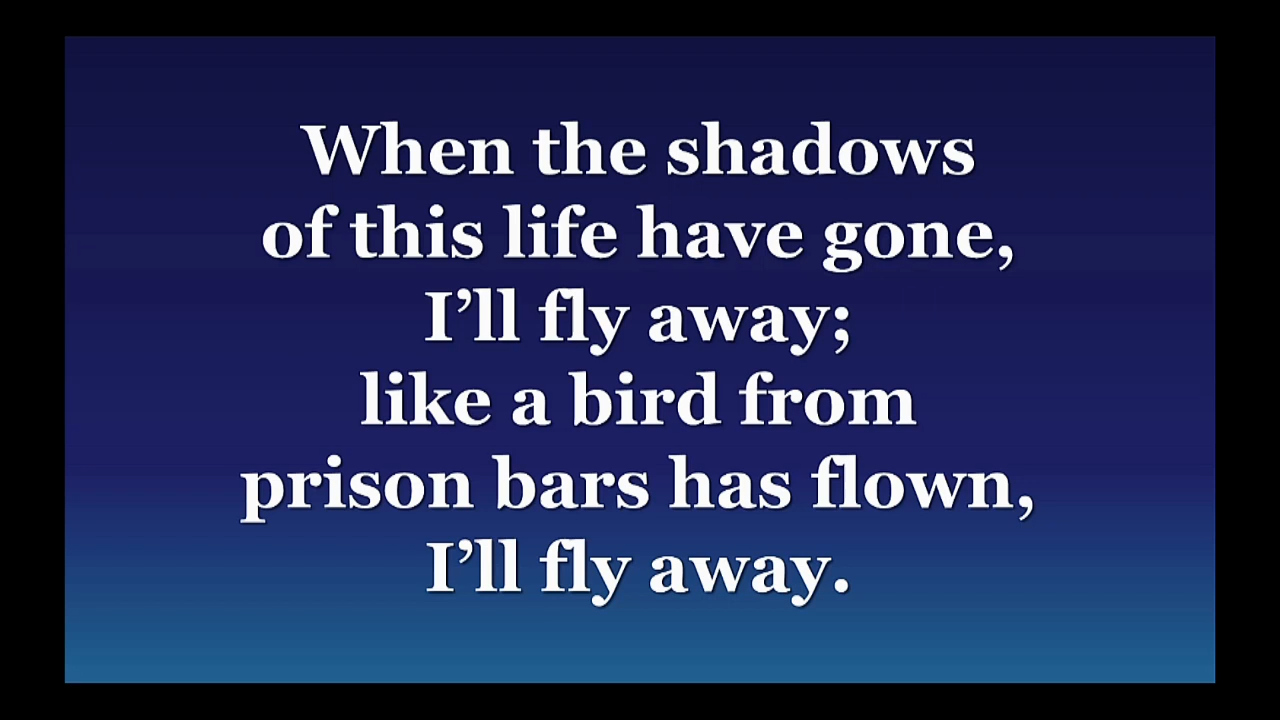 When the shadows
of this life have gone,
I’ll fly away;
like a bird from
prison bars has flown,
I’ll fly away.